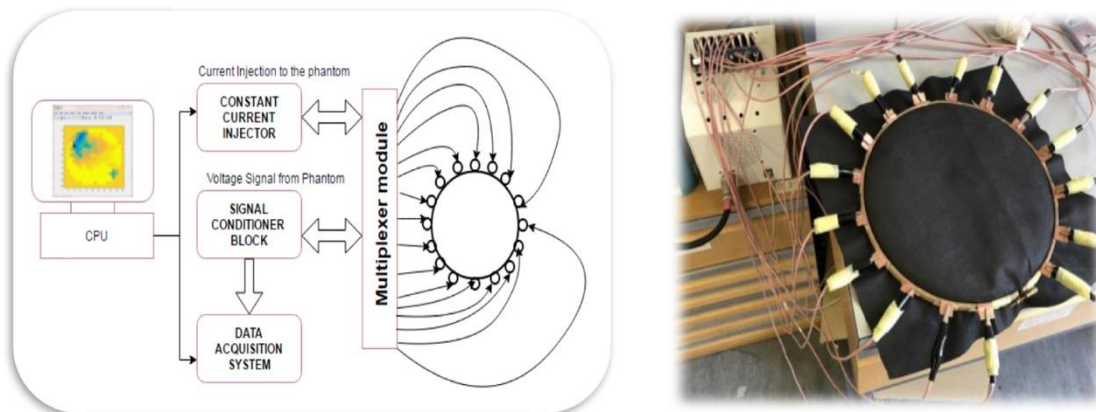 Current Injection to the phantom
CONSTANT
CURRENT
INJECTOR
Voltage Signal from Phantom
SIGNAL
CONDITIONER
BLOCK
CPU
DATA
ACQUISITION
SYSTEM
Multiplexer module